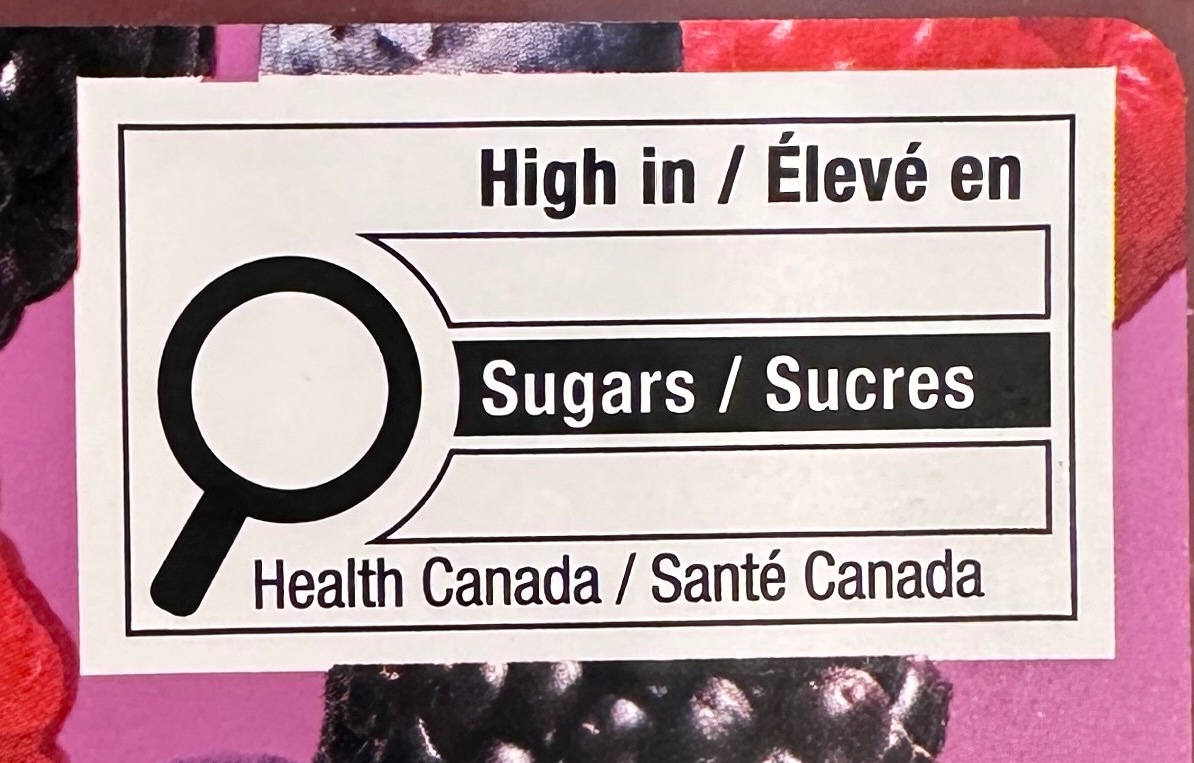 High in / Élevé en
Sugars / Sucres
Health Canada / Santé Canada